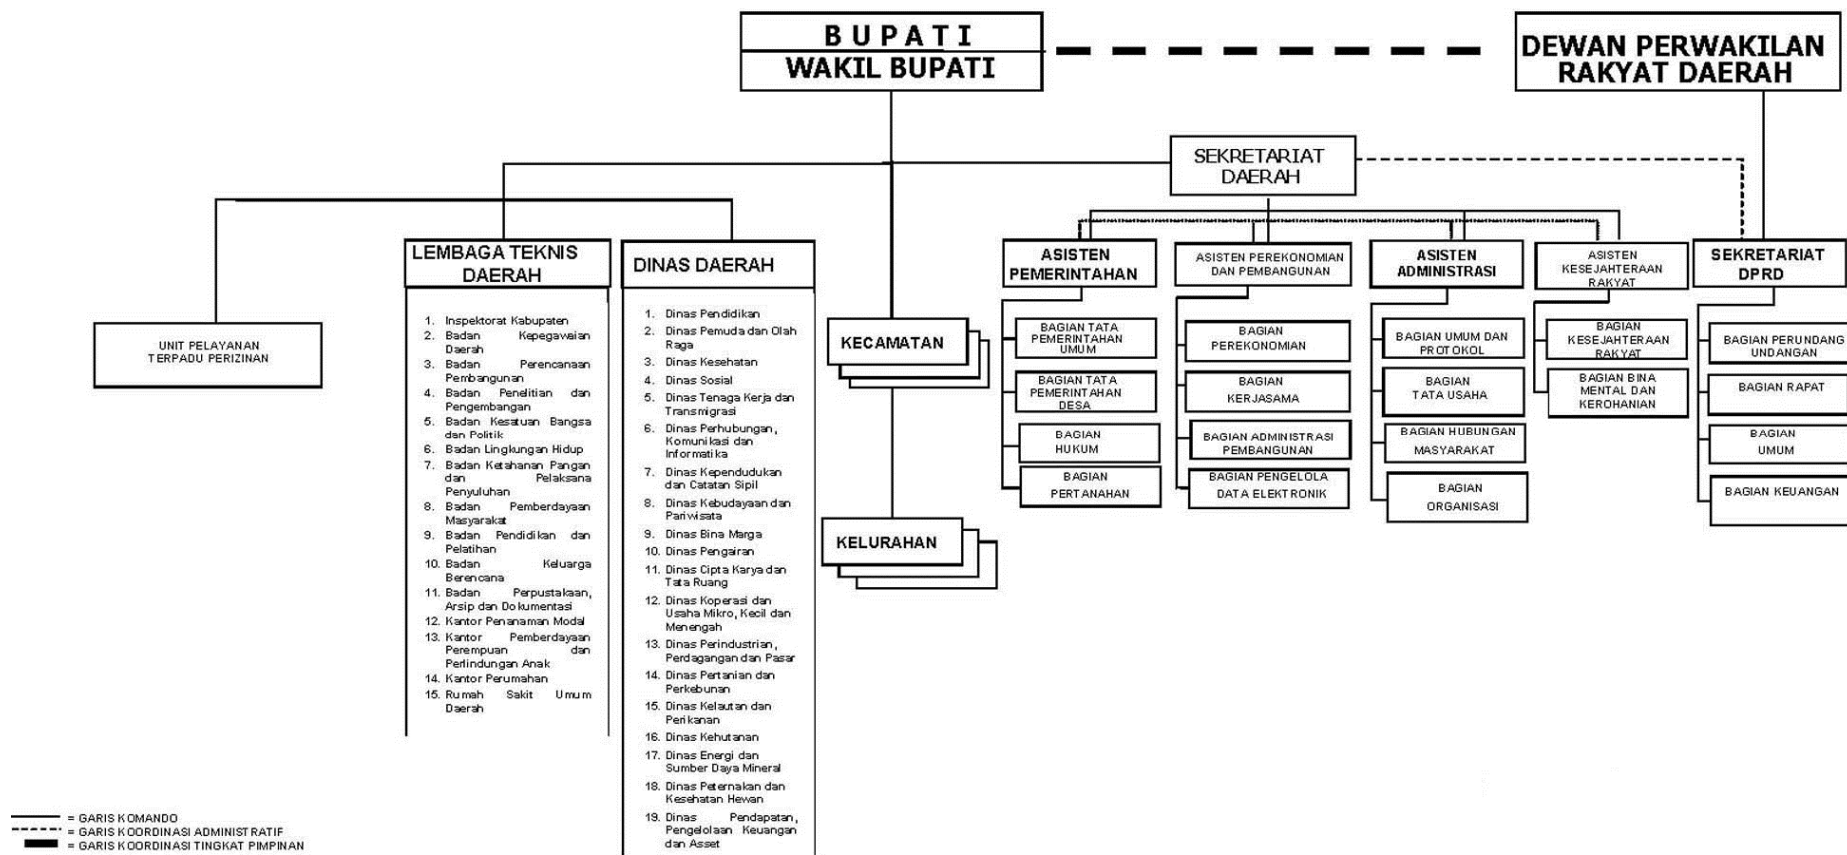 B U P A T I
WAKIL BUPATI
DEWAN PERWAKILAN
RAKYAT DAERAH
SEKRETARIAT
DAERAH
LEMBAGA TEKNIS
DAERAH
1. Inspektorat Kabupaten
2. Badan Kepegawaian
Daerah
3. Badan Perencanaan
Pembangunan
4. Badan Penelitian dan
Pengembangan
5. Badan Kesatuan Bangsa
dan Politik
6. Badan Lingkungan Hidup
7. Badan Ketahanan Pangan
dan Pelaksana
Penyuluhan
8. Badan Pemberdayaan
Masyarakat
9. Badan Pendidikan dan
Pelatihan
10. Badan Keluarga
Berencana
11. Badan Perpustakaan,
Arsip dan Dokumentasi
12. Kantor Penanaman Modal
13. Kantor Pemberdayaan
Perempuan dan
Perlindungan Anak
14. Kantor Perumahan
15. Rumah Sakit Umum
Daerah
DINAS DAERAH
1. Dinas Pendidikan
2. Dinas Pemuda dan Olah
Raga
3. Dinas Kesehatan
4. Dinas Sosial
5. Dinas Tenaga Kerja dan
Transmigrasi
6. Dinas Perhubungan,
Komunikasi dan
Informatika
7. Dinas Kependudukan
dan Catatan Sipil
8. Dinas Kebudayaan dan
Pariwisata
9. Dinas Bina Marga
10. Dinas Pengairan
11. Dinas Cipta Karya dan
Tata Ruang
12. Dinas Koperasi dan
Usaha Mikro, Kecil dan
Menengah
13. Dinas Perindustrian,
Perdagangan dan Pasar
14. Dinas Pertanian dan
Perkebunan
15. Dinas Kelautan dan
Perikanan
16. Dinas Kehutanan
17. Dinas Energi dan
Sumber Daya Mineral
18. Dinas Peternakan dan
Kesehatan Hewan
19. Dinas Pendapatan,
Pengelolaan Keuangan
dan Asset
UNIT PELAYANAN
TERPADU PERIZINAN
KECAMATAN
KELURAHAN
ASISTEN
PEMERINTAHAN
BAGIAN TATA
PEMERINTAHAN
UMUM
BAGIAN TATA
PEMERINTAHAN
DESA
BAGIAN
HUKUM
BAGIAN
PERTANAHAN
ASISTEN PEREKONOMIAN
DAN PEMBANGUNAN
BAGIAN
PEREKONOMIAN
BAGIAN
KERJASAMA
BAGIAN ADMINISTRASI
PEMBANGUNAN
BAGIAN PENGELOLA
DATA ELEKTRONIK
ASISTEN
ADMINISTRASI
BAGIAN UMUM DAN
PROTOKOL
BAGIAN
TATA USAHA
BAGIAN HUBUNGAN
MASYARAKAT
BAGIAN
ORGANISASI
ASISTEN
KESEJAHTERAAN
RAKYAT
BAGIAN
KESEJAHTERAAN
RAKYAT
BAGIAN BINA
MENTAL DAN
KEROHANIAN
SEKRETARIAT
DPRD
BAGIAN PERUNDANG
UNDANGAN
BAGIAN RAPAT
BAGIAN
UMUM
BAGIAN KEUANGAN
= GARIS KOMANDO
= GARIS KOORDINASI ADMINISTRATIF
= GARIS KOORDINASI TINGKAT PIMPINAN